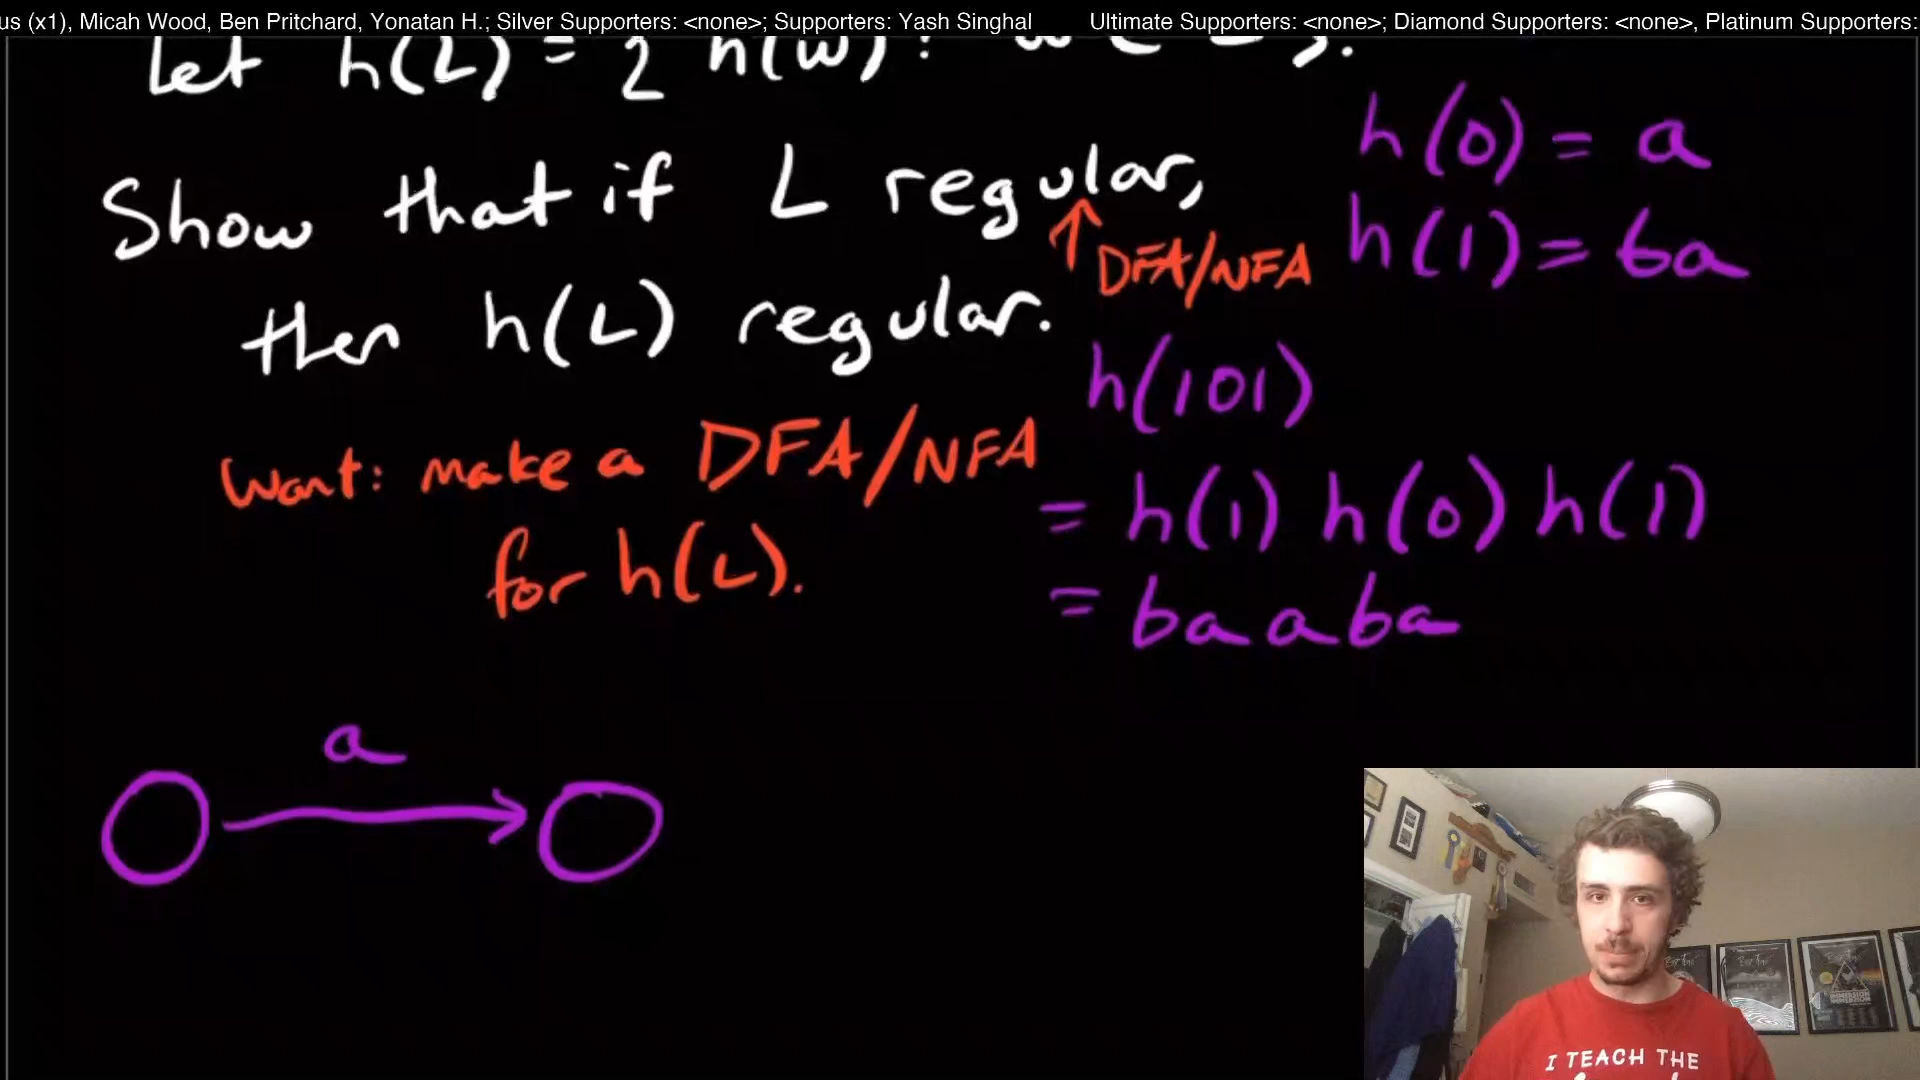 us (x1), Micah Wood, Ben Pritchard, Yonatan H.; Silver Supporters: <none>; Supporters: Yash Singhal Ultimate Supporters: <none>; Diamond Supporters: <none>, Platinum Supporters:
Let h(L) = { h(w) : w ∈ L }.
Show that if L regular,
↑ DFA/NFA
then h(L) regular.
Want: make a DFA/NFA
for h(L).
h(0) = a
h(1) = ba
h(101)
= h(1) h(0) h(1)
= baaba
a
I TEACH THE